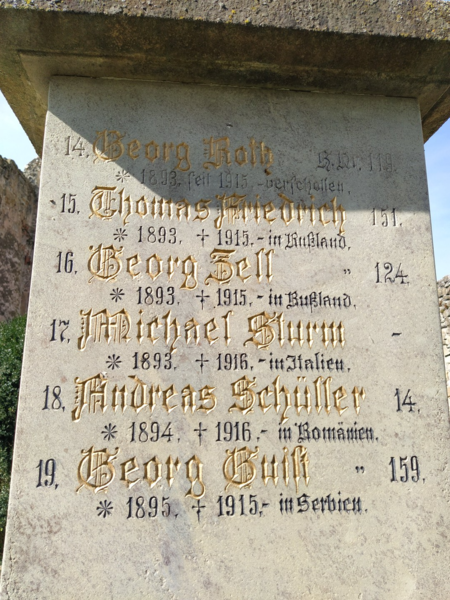 14. Georg Roth H.Nr. 119.
* 1893. seit 1915.- verschollen.
15. Thomas Friedrich 151.
* 1893. + 1915.- in Rußland.
16. Georg Zell " 124.
* 1893. + 1915.- in Rußland.
17. Michael Sturm -
* 1893. + 1916.- in Italien.
18. Andreas Schüller 14.
* 1894. + 1916.- in Romänien.
19. Georg Guist " 159.
* 1895. + 1915.- in Serbien.